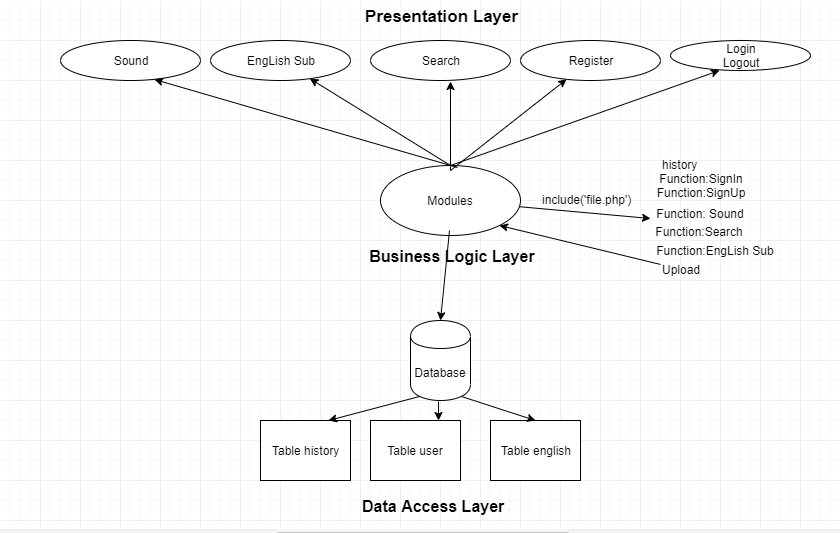 Presentation Layer
Sound
EngLish Sub
Search
Register
Login
Logout
Modules
include('file.php')
history
Function:SignIn
Function:SignUp
Function: Sound
Function:Search
Function:EngLish Sub
Upload
Business Logic Layer
Database
Table history
Table user
Table english
Data Access Layer